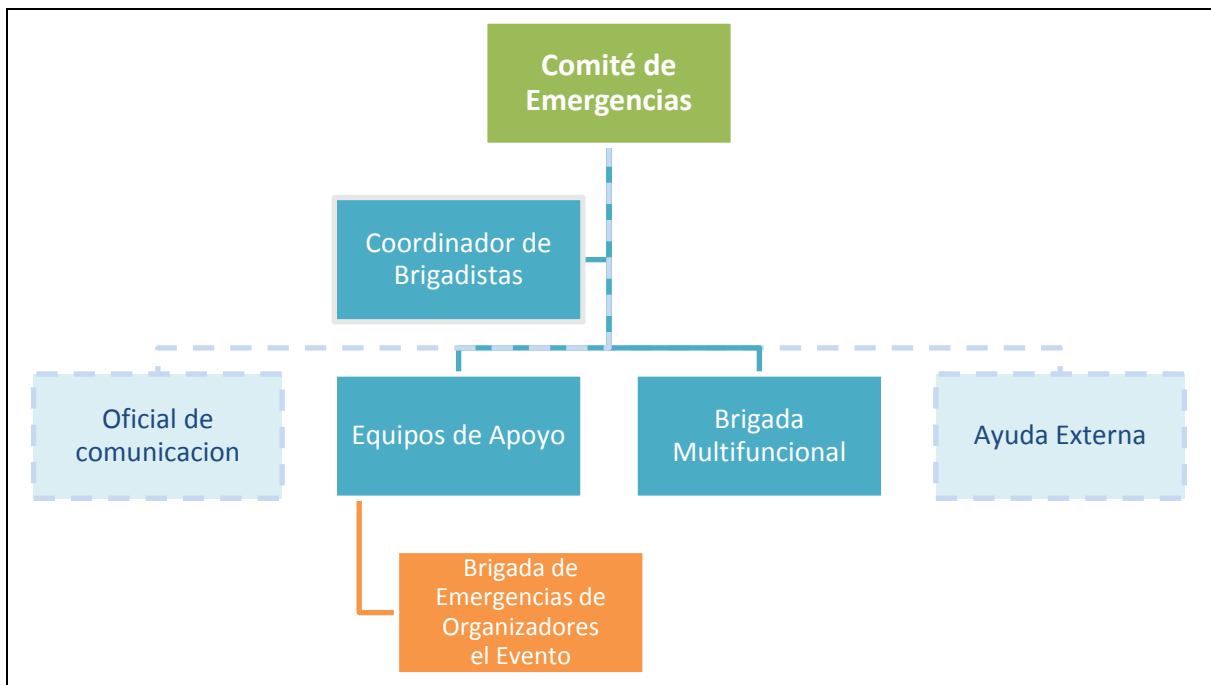 Comité de
Emergencias
Coordinador de
Brigadistas
Oficial de
comunicacion
Equipos de Apoyo
Brigada
Multifuncional
Ayuda Externa
Brigada de
Emergencias de
Organizadores
el Evento